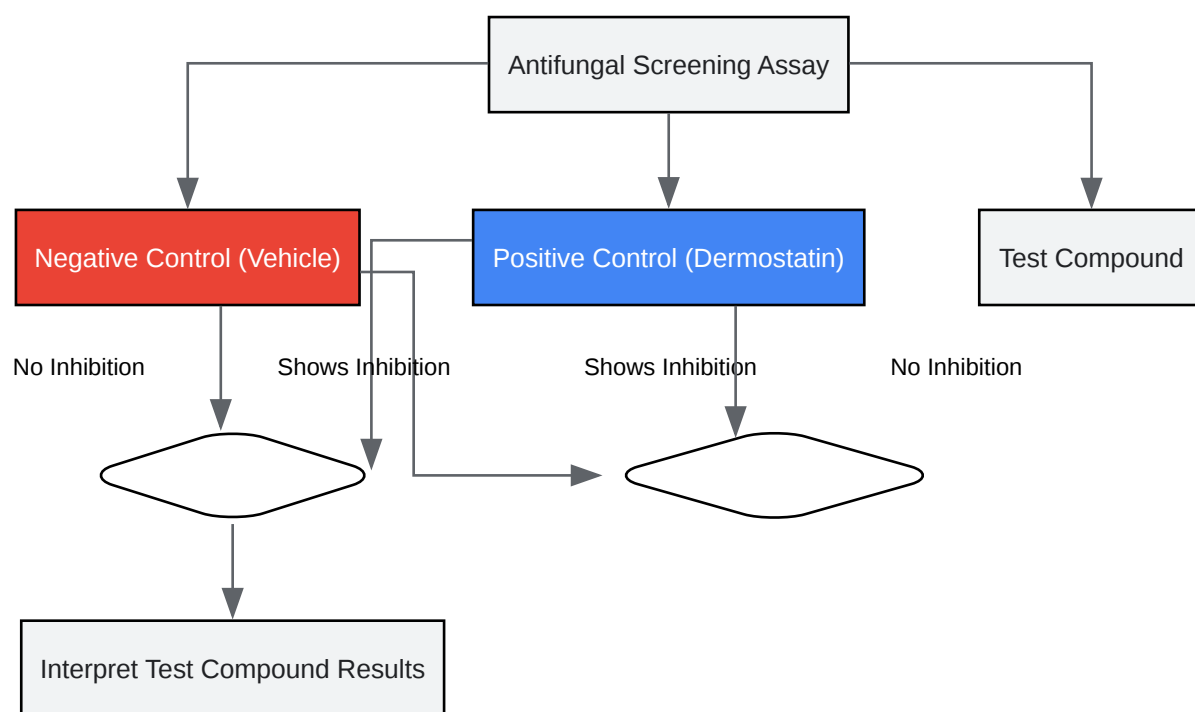 Antifungal Screening Assay
Negative Control (Vehicle)
Positive Control (Dermostatin)
Test Compound
No Inhibition
Shows Inhibition
Shows Inhibition
No Inhibition
Interpret Test Compound Results